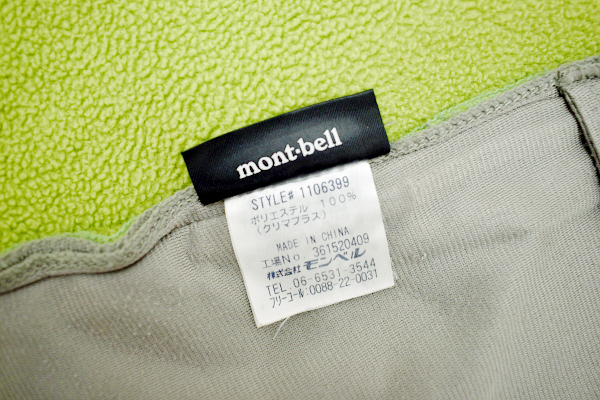 mont-bell
STYLE# 1106399
ポリエステル 100%
(クリマプラス)
MADE IN CHINA
工場No. 361520409
株式会社モンベル
TEL.06-6531-3544
フリーコール:0088-22-0031